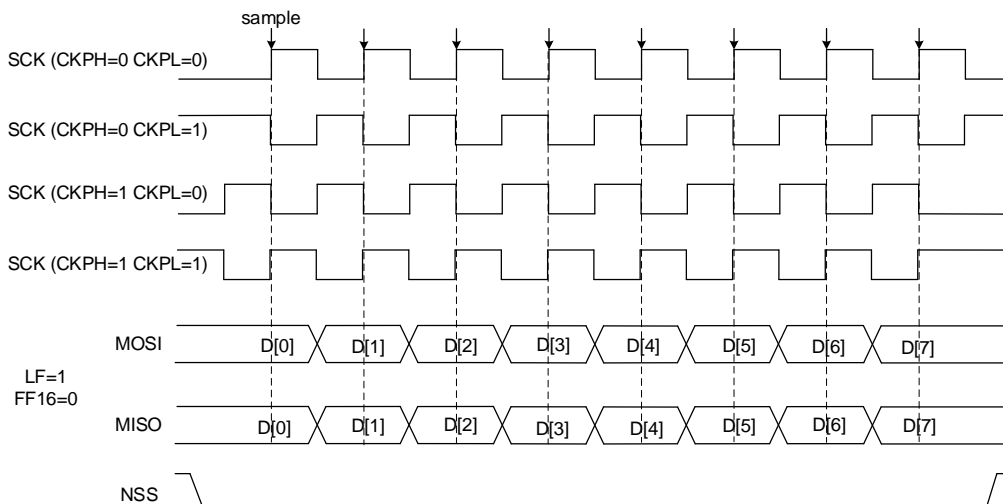 sample
SCK (CKPH=0 CKPL=0)
SCK (CKPH=0 CKPL=1)
SCK (CKPH=1 CKPL=0)
SCK (CKPH=1 CKPL=1)
MOSI
D[0] D[1] D[2] D[3] D[4] D[5] D[6] D[7]
LF=1
FF16=0
MISO
D[0] D[1] D[2] D[3] D[4] D[5] D[6] D[7]
NSS